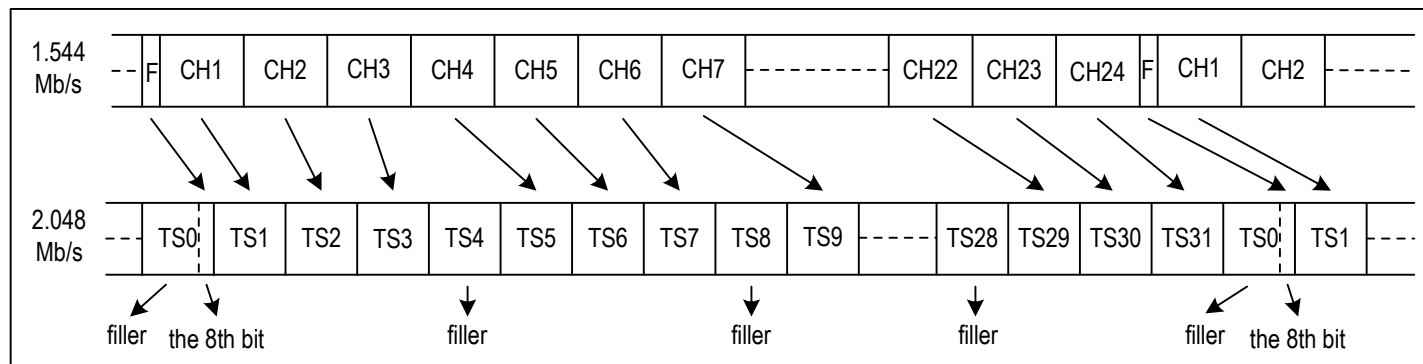 1.544
Mb/s
F CH1 CH2 CH3 CH4 CH5 CH6 CH7 CH22 CH23 CH24 F CH1 CH2
2.048
Mb/s
TS0 TS1 TS2 TS3 TS4 TS5 TS6 TS7 TS8 TS9 TS28 TS29 TS30 TS31 TS0 TS1
filler the 8th bit filler filler filler filler the 8th bit